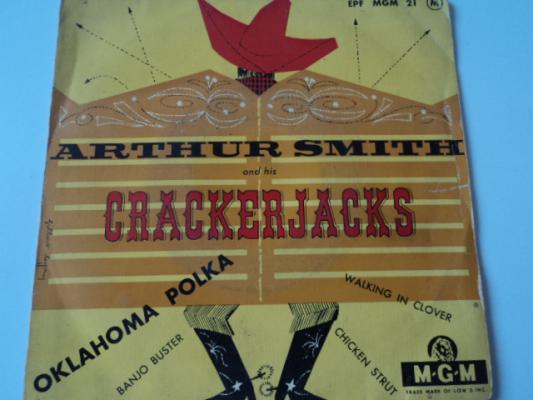 EPF MGM 21 M
ARTHUR SMITH
and his
CRACKERJACKS
OKLAHOMA POLKA
BANJO BUSTER
WALKING IN CLOVER
CHICKEN STRUT
M-G-M
TRADE MARK OF LOEW'S INC.